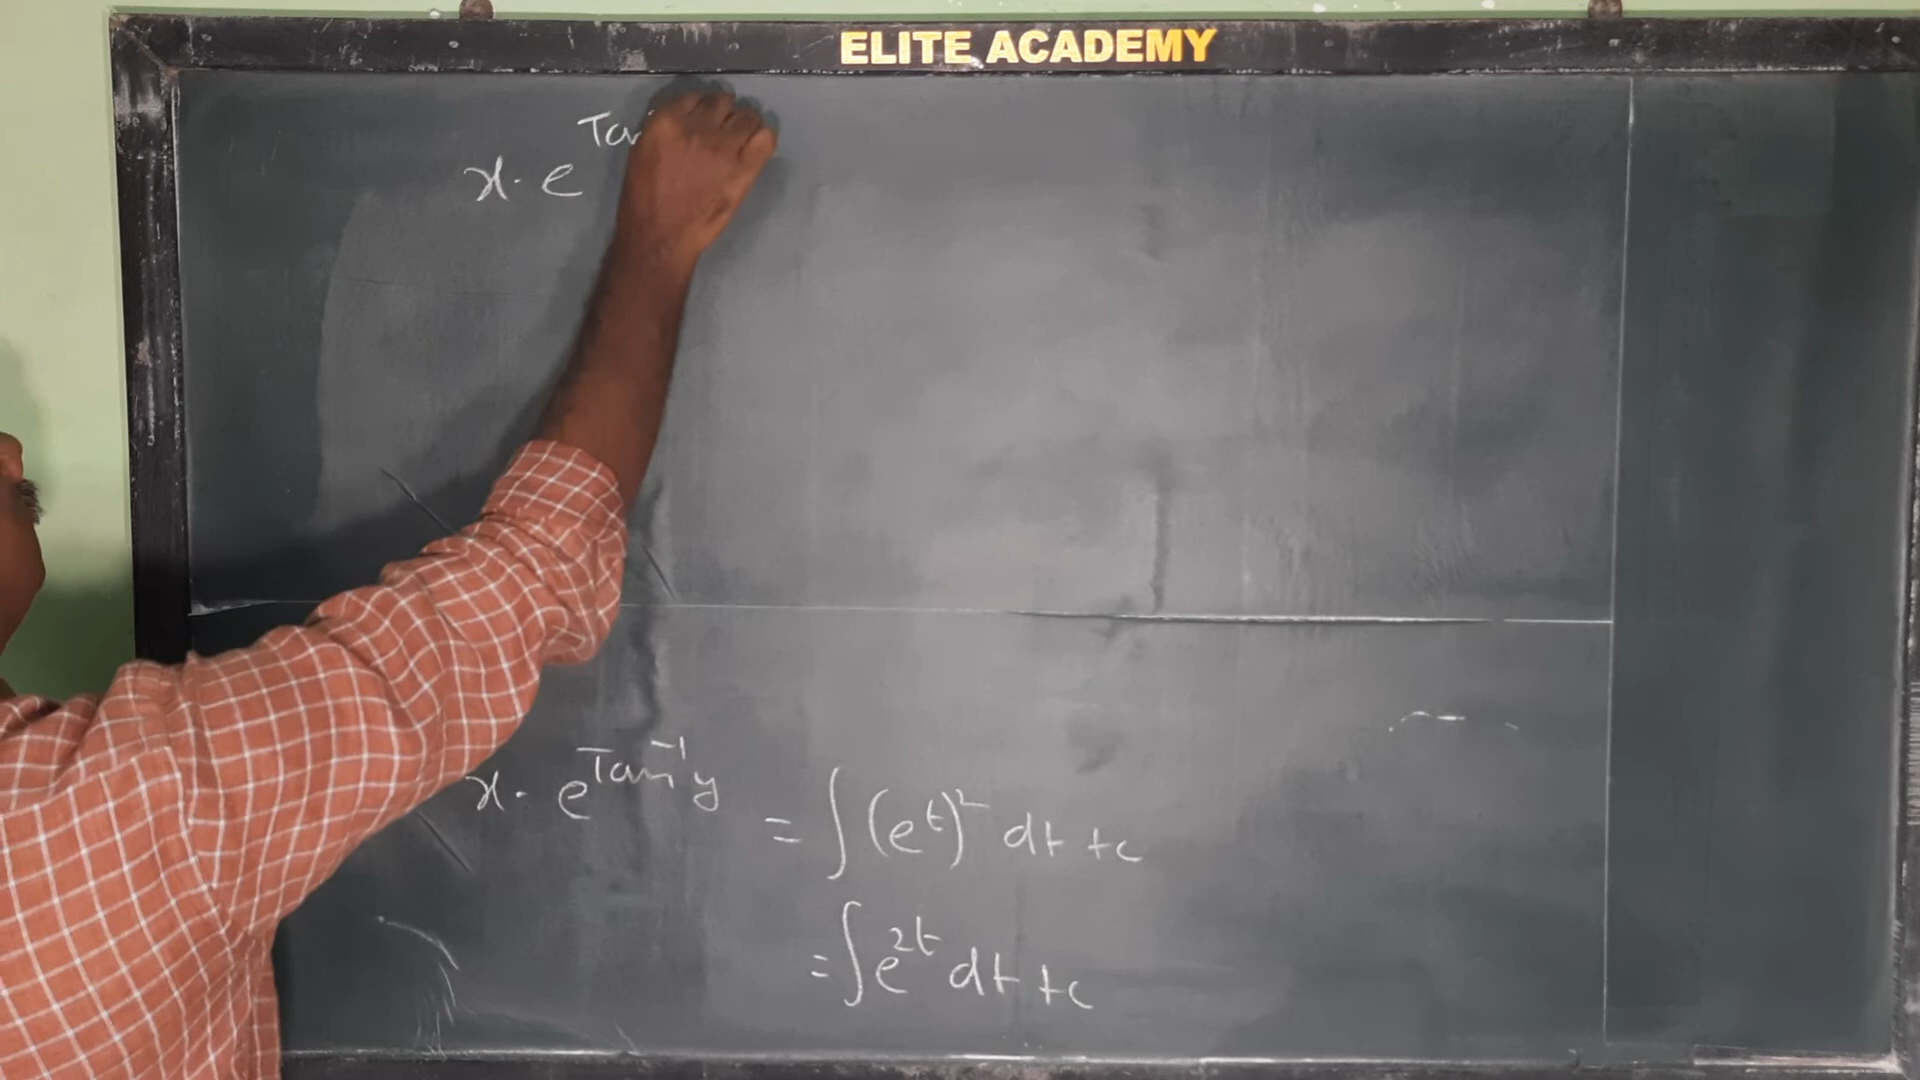 ELITE ACADEMY
x. e^Tan
x. e^Tan⁻¹y = ∫(e^t)² dt +c
= ∫e^2t dt +c